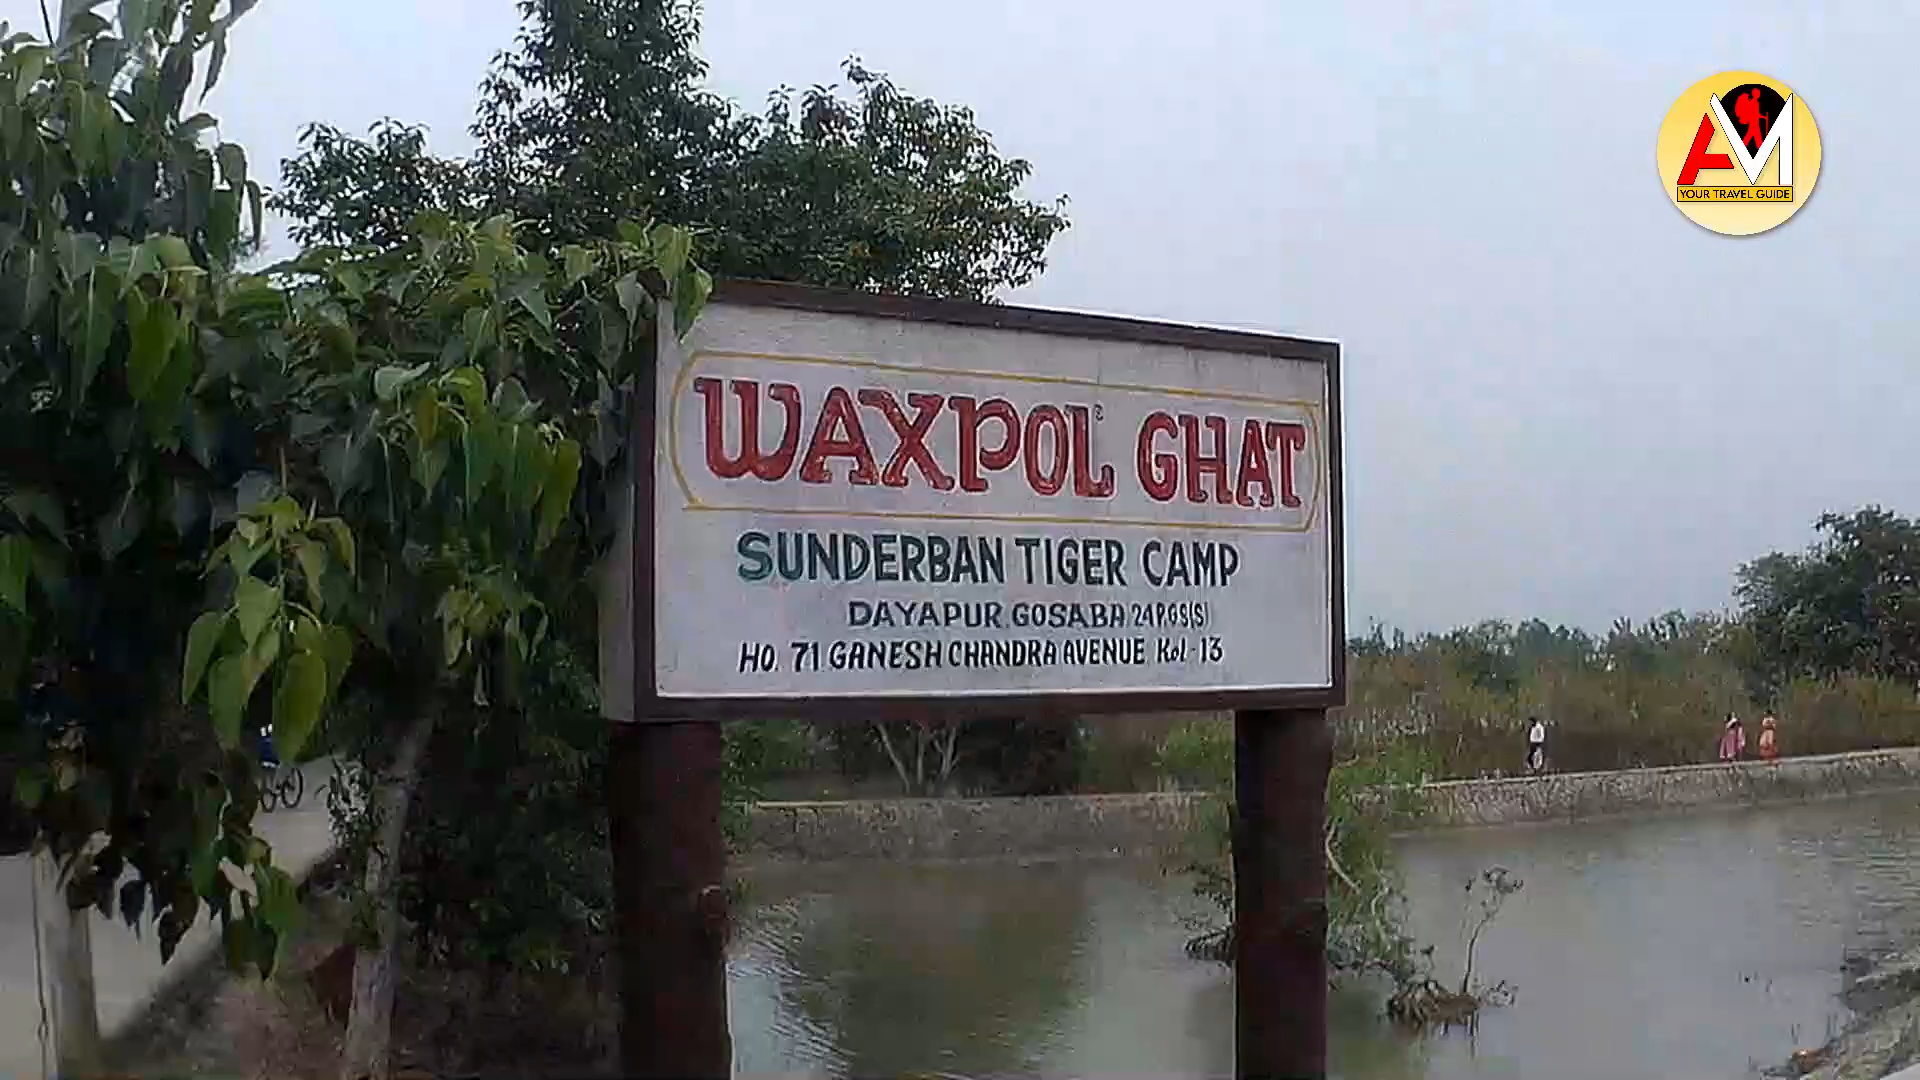 AM
YOUR TRAVEL GUIDE
WAXPOL® GHAT
SUNDERBAN TIGER CAMP
DAYAPUR. GOSABA 24 P.GS(S)
HO. 71 GANESH CHANDRA AVENUE Kol-13